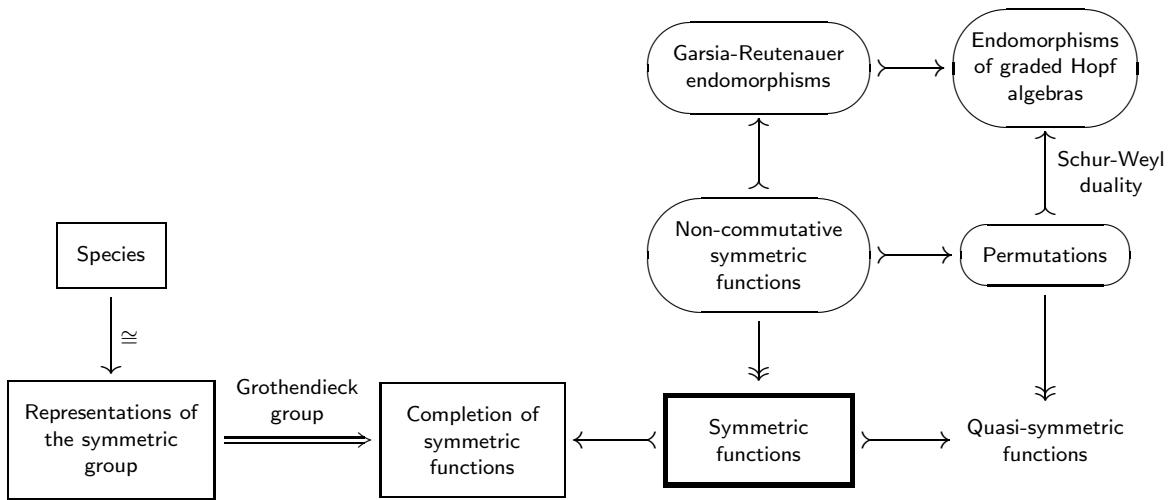 Garsia-Reutenauer
endomorphisms
Endomorphisms
of graded Hopf
algebras
Schur-Weyl
duality
Species
Non-commutative
symmetric
functions
Permutations
≅
Representations of
the symmetric
group
Grothendieck
group
Completion of
symmetric
functions
Symmetric
functions
Quasi-symmetric
functions